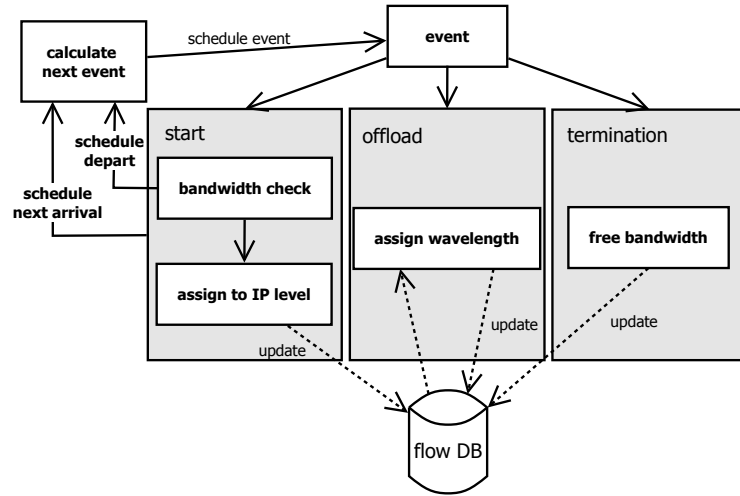 schedule event
event
calculate
next event
start
offload
termination
schedule
depart
bandwidth check
schedule
next arrival
assign wavelength
free bandwidth
assign to IP level
update
update
update
flow DB